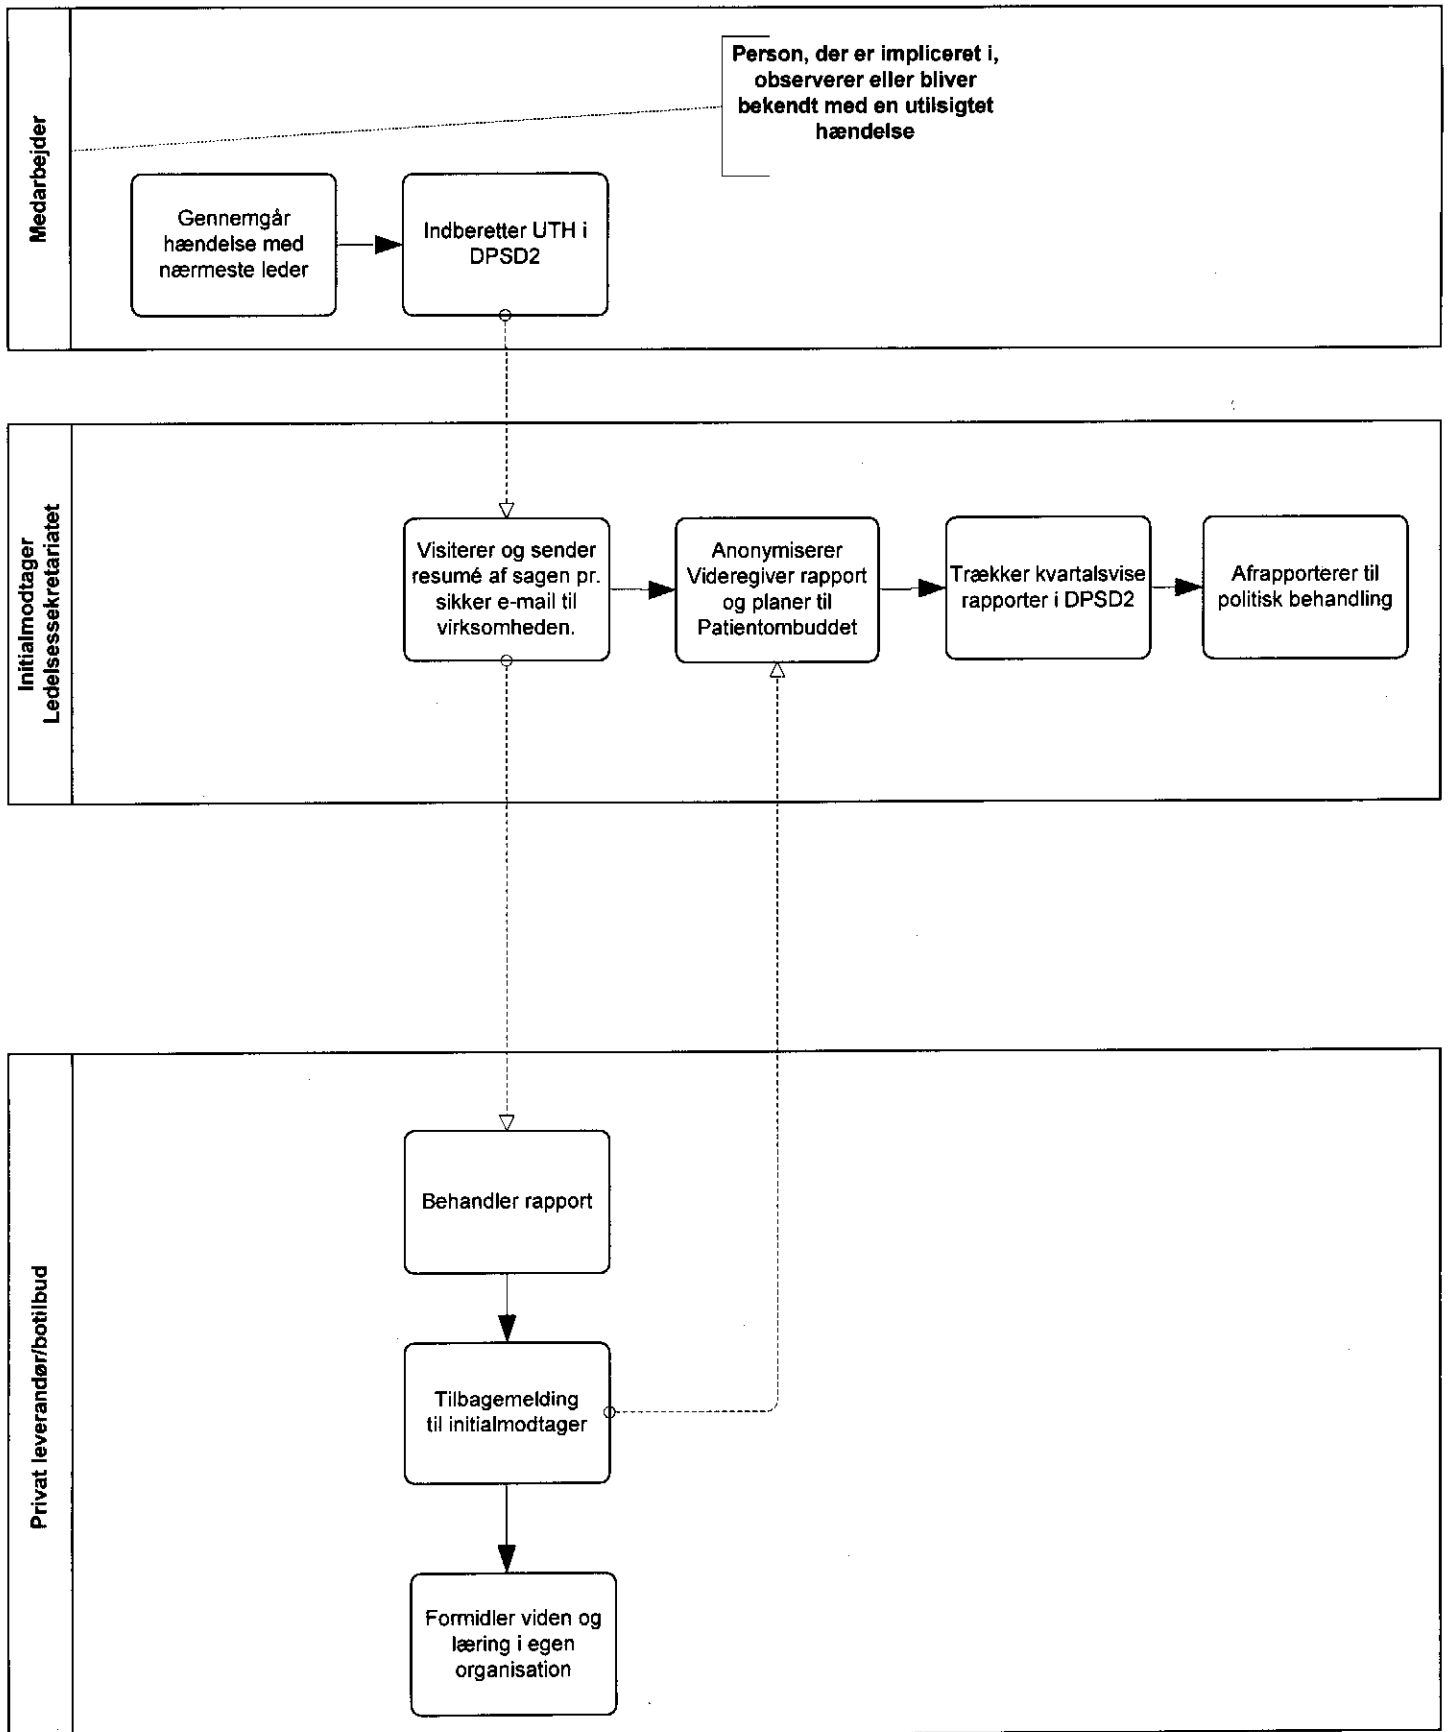 Medarbejder
Person, der er impliceret i,
observerer eller bliver
bekendt med en utilsigtet
hændelse
Gennemgår
hændelse med
nærmeste leder
Indberetter UTH i
DPSD2
Initialmodtager
Ledelsessekretariatet
Visiterer og sender
resumé af sagen pr.
sikker e-mail til
virksomheden.
Anonymiserer
Videregiver rapport
og planer til
Patientombuddet
Trækker kvartalsvise
rapporter i DPSD2
Afrapporterer til
politisk behandling
Privat leverandør/botilbud
Behandler rapport
Tilbagemelding
til initialmodtager
Formidler viden og
læring i egen
organisation